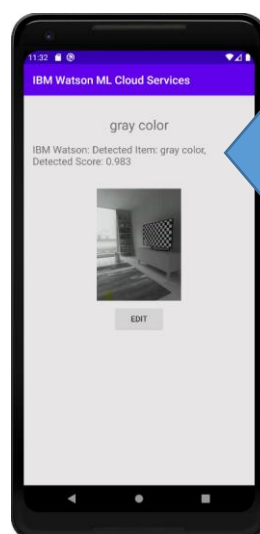 11:32
IBM Watson ML Cloud Services
gray color
IBM Watson: Detected Item: gray color,
Detected Score: 0.983
EDIT